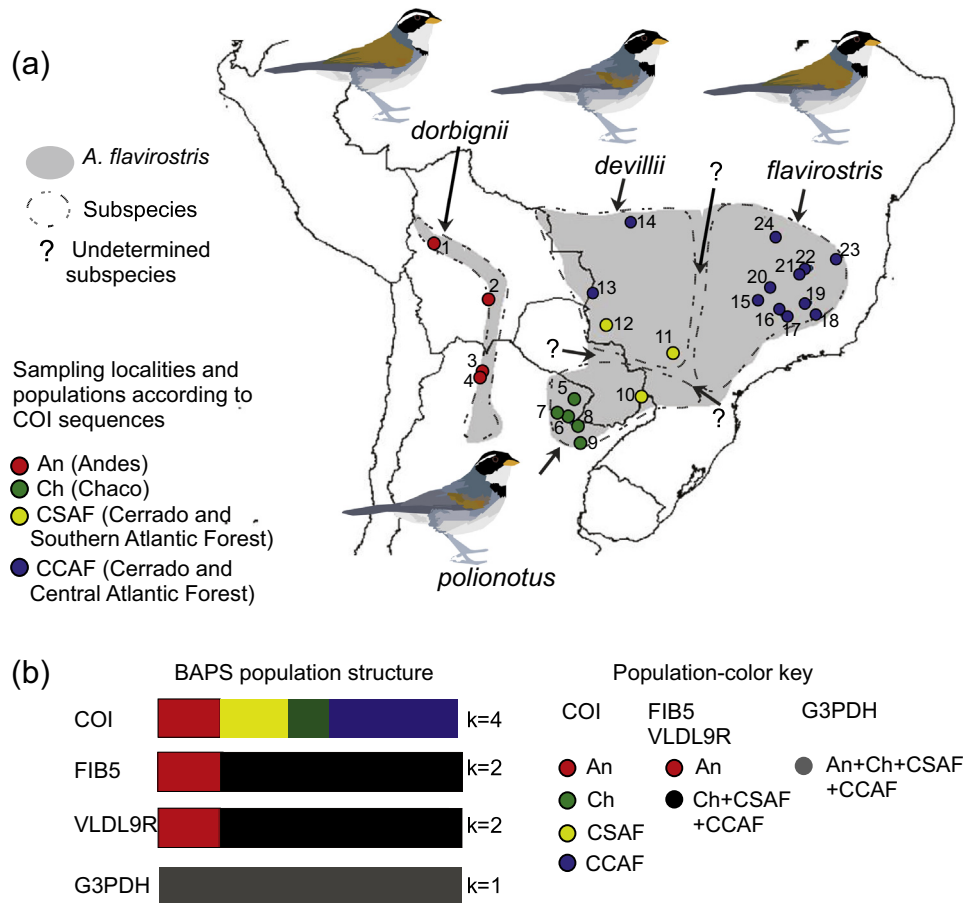 (a)
dorbignii
devillii
?
flavirostris
A. flavirostris
Subspecies
? Undetermined
subspecies
1
2
3
4
14
13
12
11
24
23
22
21
20
19
15
16
17
18
?
5
7
6
8
9
10
?
Sampling localities and
populations according to
COI sequences
An (Andes)
Ch (Chaco)
CSAF (Cerrado and
Southern Atlantic Forest)
CCAF (Cerrado and
Central Atlantic Forest)
polionotus
(b)
BAPS population structure
COI k=4
FIB5 k=2
VLDL9R k=2
G3PDH k=1
Population-color key
COI
An
Ch
CSAF
CCAF
FIB5
VLDL9R
An
Ch+CSAF
+CCAF
G3PDH
An+Ch+CSAF
+CCAF